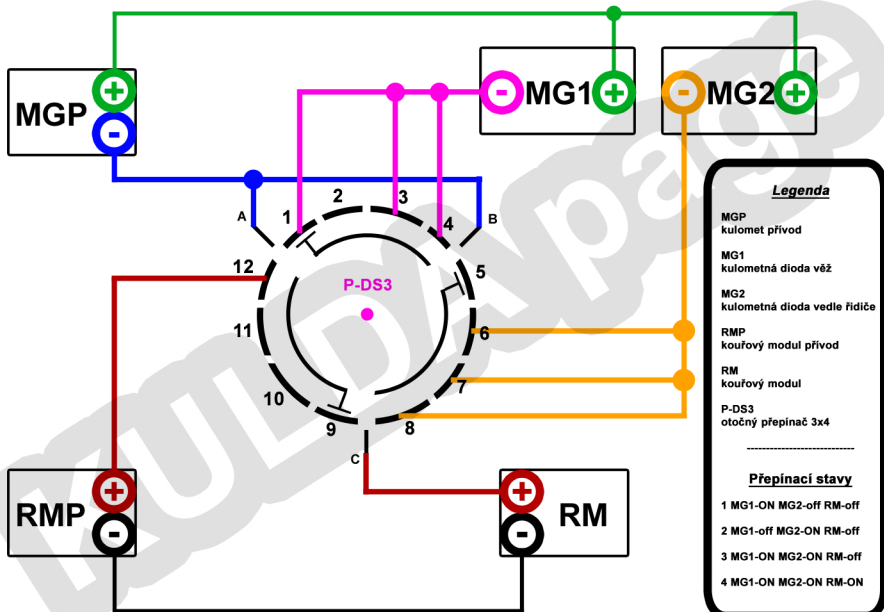 MGP
+
-
-
MG1
+
-
MG2
+
A
1
2
3
4
B
12
5
P-DS3
11
6
10
7
9
8
C
RMP
+
-
+
-
RM
Legenda
MGP
kulomet přívod
MG1
kulometná dioda věž
MG2
kulometná dioda vedle řidiče
RMP
kouřový modul přívod
RM
kouřový modul
P-DS3
otočný přepínač 3x4
----------------------------
Přepínací stavy
1 MG1-ON MG2-off RM-off
2 MG1-off MG2-ON RM-off
3 MG1-ON MG2-ON RM-off
4 MG1-ON MG2-ON RM-ON
KULDA page